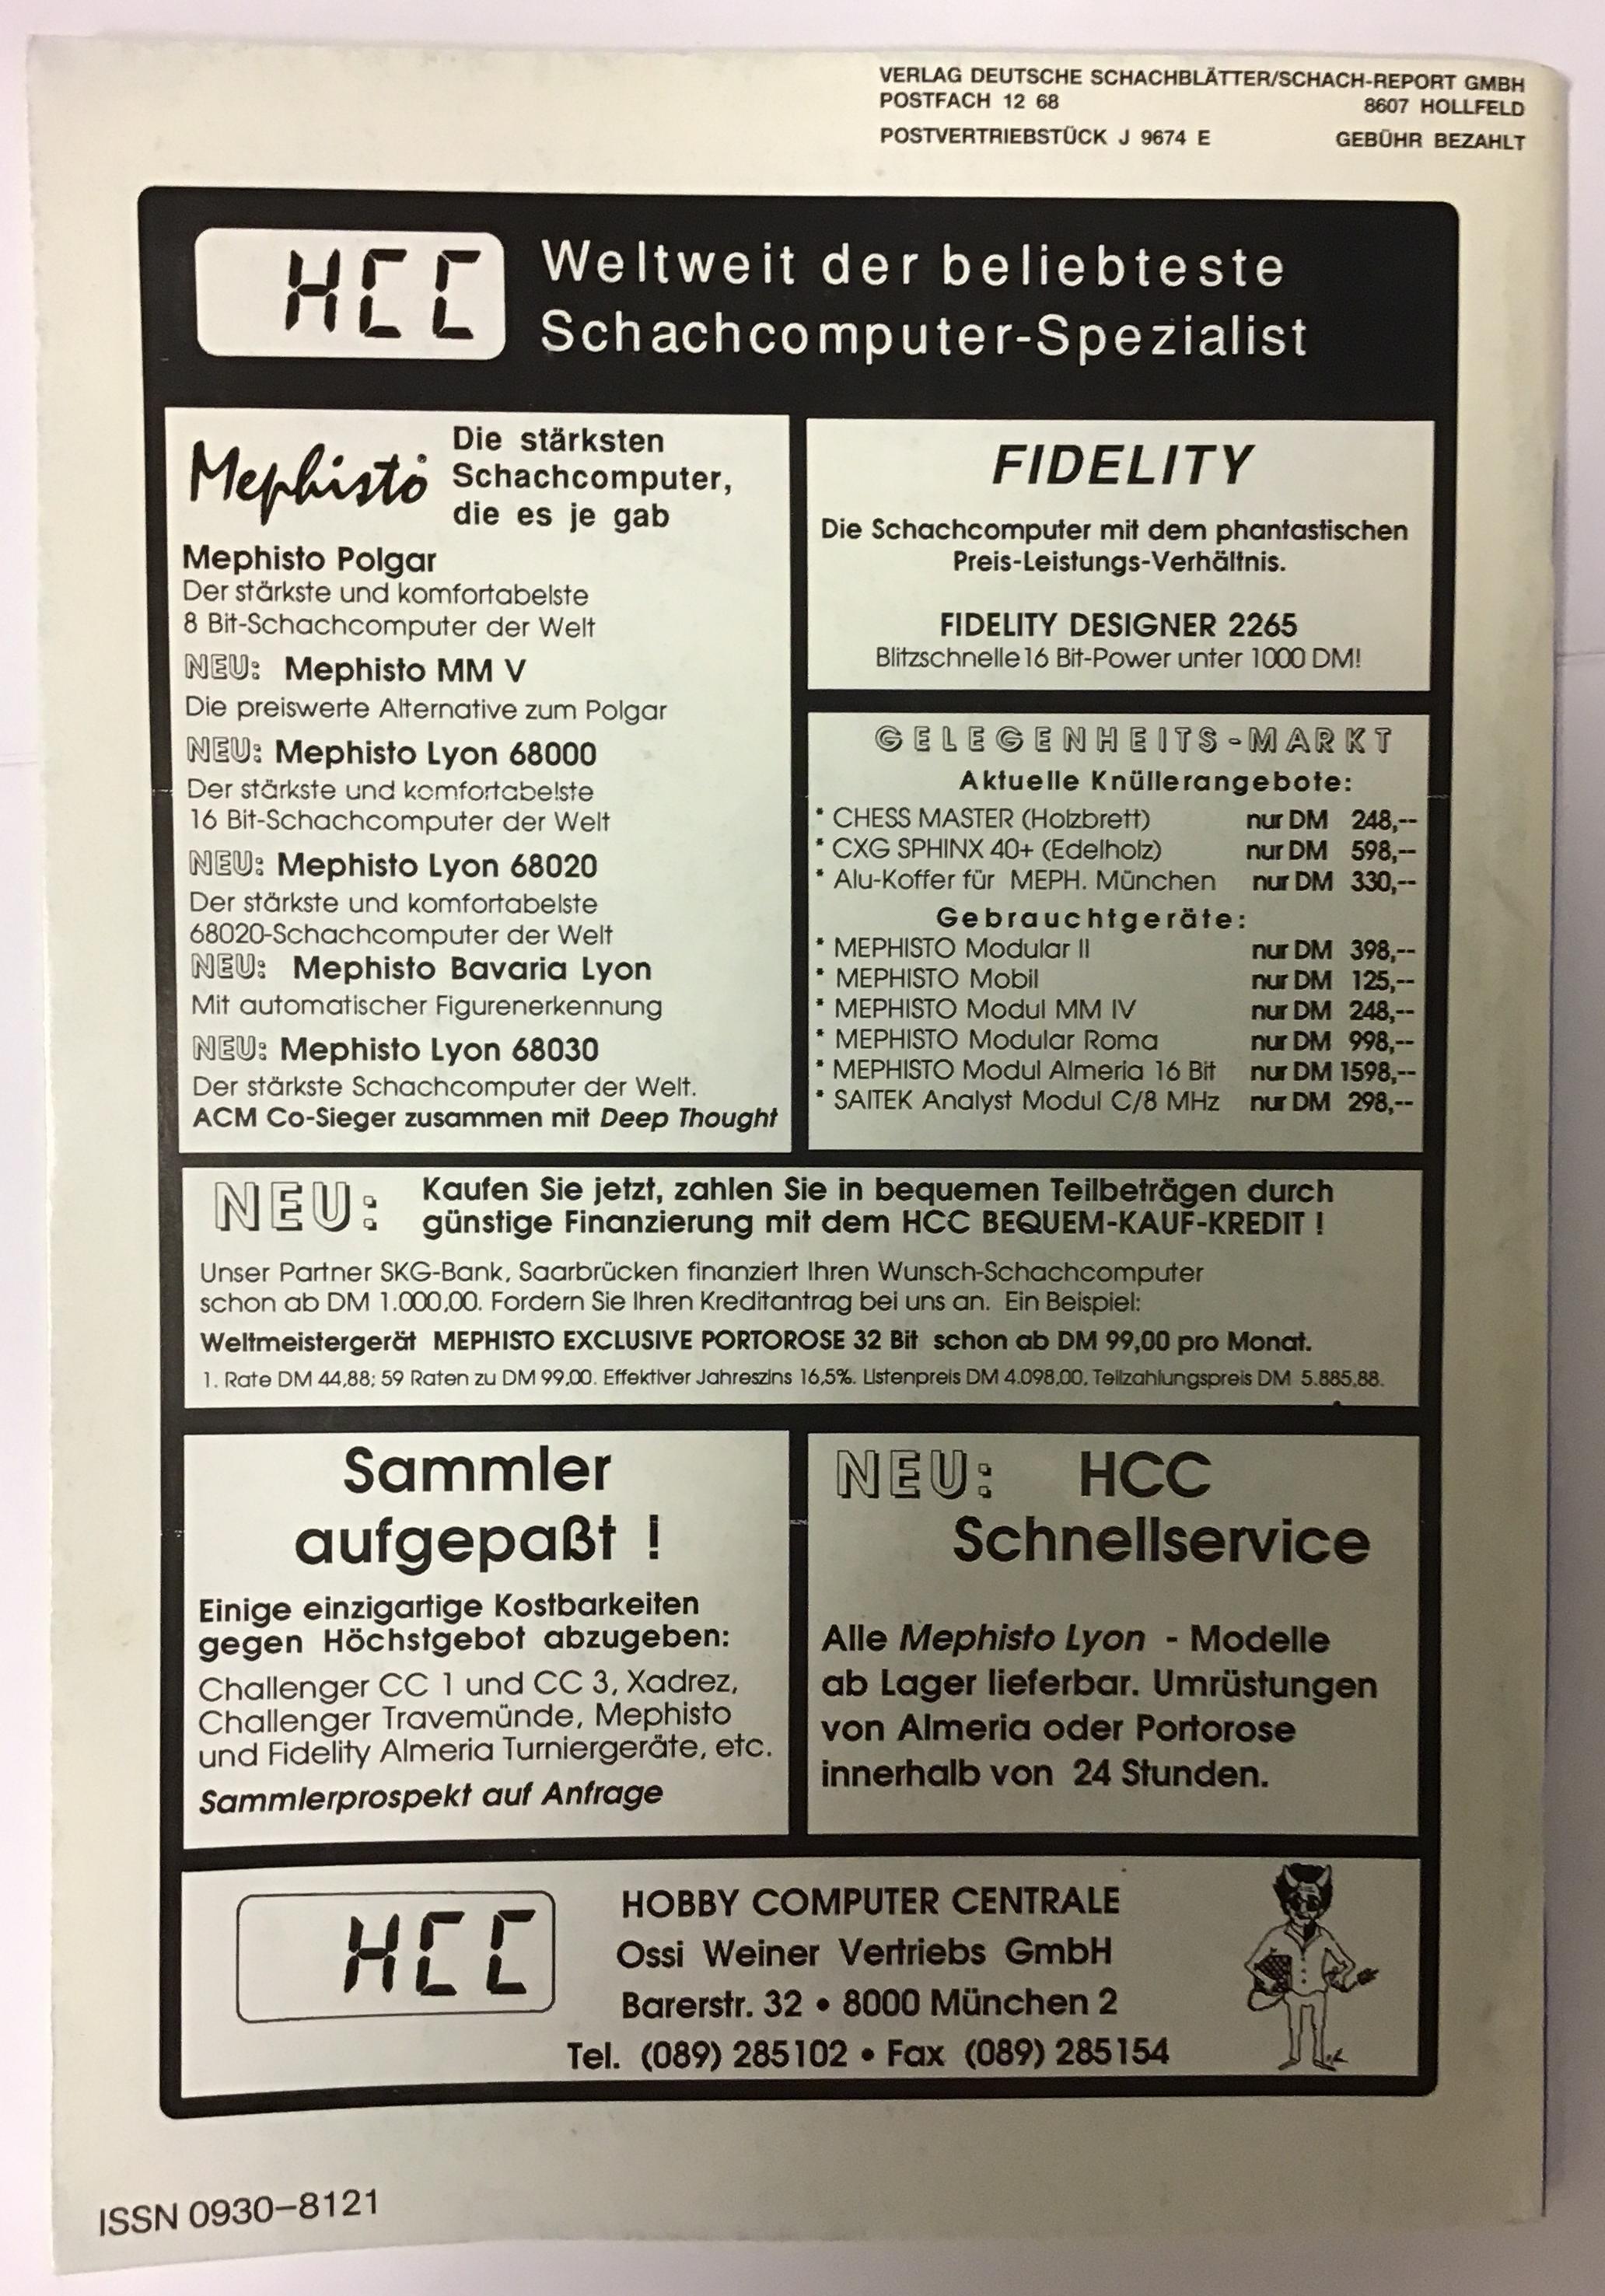 VERLAG DEUTSCHE SCHACHBLÄTTER/SCHACH-REPORT GMBH
POSTFACH 12 68 8607 HOLLFELD
POSTVERTRIEBSTÜCK J 9674 E GEBÜHR BEZAHLT
HCC
Weltweit der beliebteste
Schachcomputer-Spezialist
Mephisto
Die stärksten
Schachcomputer,
die es je gab
Mephisto Polgar
Der stärkste und komfortabelste
8 Bit-Schachcomputer der Welt
NEU: Mephisto MM V
Die preiswerte Alternative zum Polgar
NEU: Mephisto Lyon 68000
Der stärkste und komfortabelste
16 Bit-Schachcomputer der Welt
NEU: Mephisto Lyon 68020
Der stärkste und komfortabelste
68020-Schachcomputer der Welt
NEU: Mephisto Bavaria Lyon
Mit automatischer Figurenerkennung
NEU: Mephisto Lyon 68030
Der stärkste Schachcomputer der Welt.
ACM Co-Sieger zusammen mit Deep Thought
FIDELITY
Die Schachcomputer mit dem phantastischen
Preis-Leistungs-Verhältnis.
FIDELITY DESIGNER 2265
Blitzschnelle 16 Bit-Power unter 1000 DM!
GELEGENHEITS-MARKT
Aktuelle Knüllerangebote:
* CHESS MASTER (Holzbrett) nur DM 248,--
* CXG SPHINX 40+ (Edelholz) nur DM 598,--
* Alu-Koffer für MEPH. München nur DM 330,--
Gebrauchtgeräte:
* MEPHISTO Modular II nur DM 398,--
* MEPHISTO Mobil nur DM 125,--
* MEPHISTO Modul MM IV nur DM 248,--
* MEPHISTO Modular Roma nur DM 998,--
* MEPHISTO Modul Almeria 16 Bit nur DM 1598,--
* SAITEK Analyst Modul C/8 MHz nur DM 298,--
NEU: Kaufen Sie jetzt, zahlen Sie in bequemen Teilbeträgen durch
günstige Finanzierung mit dem HCC BEQUEM-KAUF-KREDIT !
Unser Partner SKG-Bank, Saarbrücken finanziert Ihren Wunsch-Schachcomputer
schon ab DM 1.000,00. Fordern Sie Ihren Kreditantrag bei uns an. Ein Beispiel:
Weltmeistergerät MEPHISTO EXCLUSIVE PORTOROSE 32 Bit schon ab DM 99,00 pro Monat.
1. Rate DM 44,88; 59 Raten zu DM 99,00. Effektiver Jahreszins 16,5%. Listenpreis DM 4.098,00, Teilzahlungspreis DM 5.885,88.
Sammler
aufgepaßt !
Einige einzigartige Kostbarkeiten
gegen Höchstgebot abzugeben:
Challenger CC 1 und CC 3, Xadrez,
Challenger Travemünde, Mephisto
und Fidelity Almeria Turniergeräte, etc.
Sammlerprospekt auf Anfrage
NEU: HCC
Schnellservice
Alle Mephisto Lyon - Modelle
ab Lager lieferbar. Umrüstungen
von Almeria oder Portorose
innerhalb von 24 Stunden.
HCC
HOBBY COMPUTER CENTRALE
Ossi Weiner Vertriebs GmbH
Barerstr. 32 • 8000 München 2
Tel. (089) 285102 • Fax (089) 285154
ISSN 0930–8121